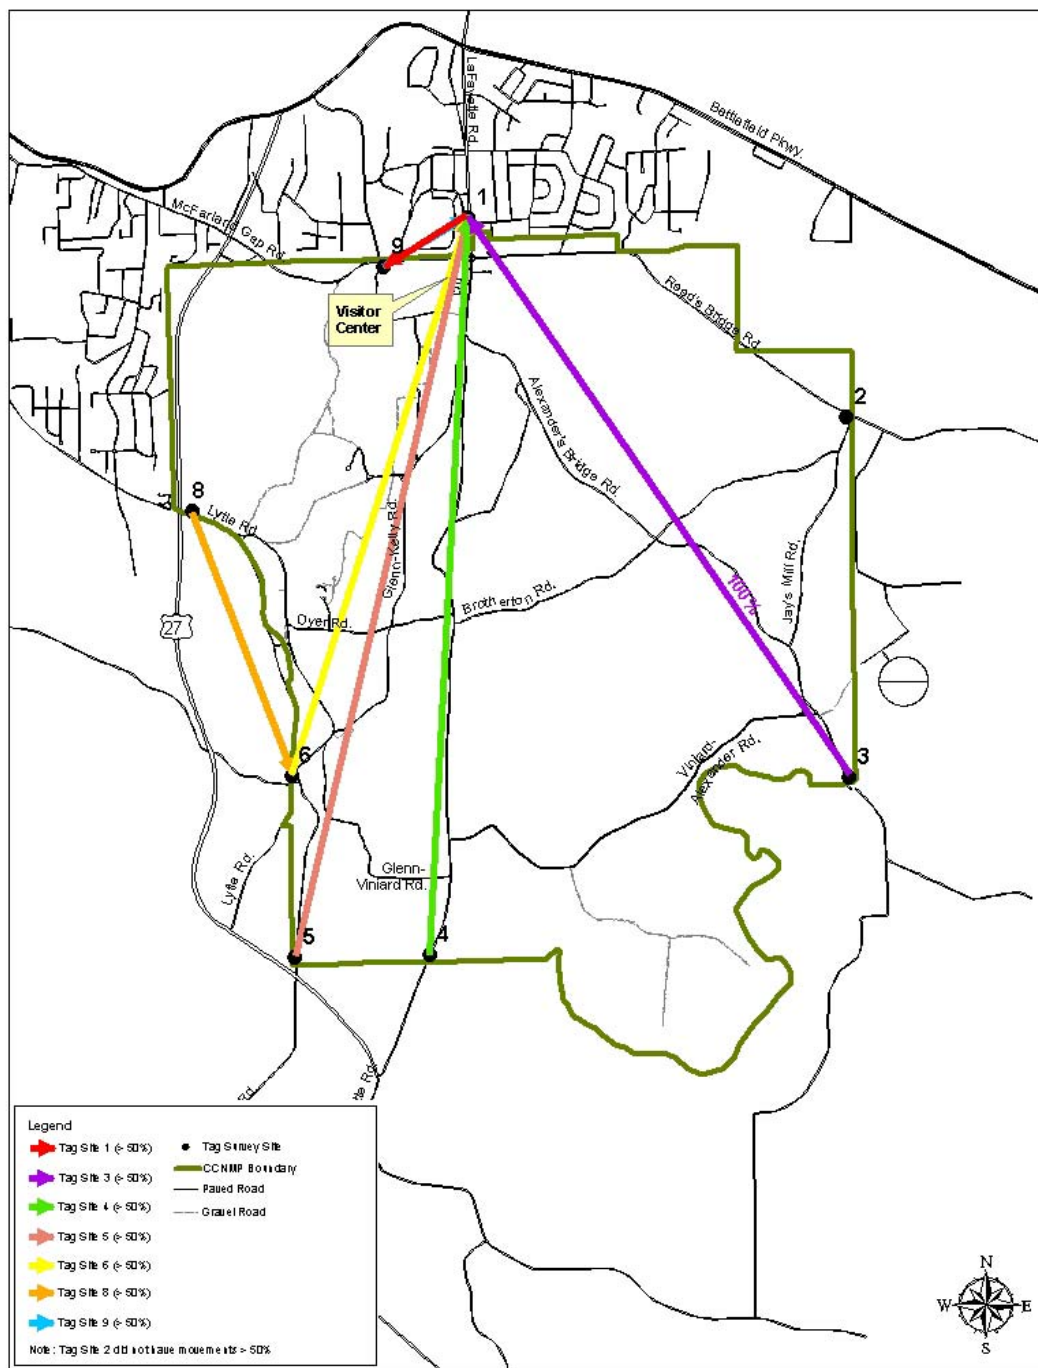 LaFayette Rd.
Battlefield Pkwy.
1
McFarland Gap Rd.
9
Visitor
Center
Reed's Bridge Rd.
2
Alexander's Bridge Rd.
8
Lytle Rd.
Glenn-Kelly Rd.
Jay's Mill Rd.
100%
Brotherton Rd.
Dyer Rd.
27
6
3
Viniard-
Alexander Rd.
Glenn-
Viniard Rd.
Lytle Rd.
5
4
Rd.
tte Rd.
Legend
Tag Site 1 (> 50%)
Tag Site 3 (> 50%)
Tag Site 4 (> 50%)
Tag Site 5 (> 50%)
Tag Site 6 (> 50%)
Tag Site 8 (> 50%)
Tag Site 9 (> 50%)
Tag Survey Site
CCNMP Boundary
Paved Road
Gravel Road
Note: Tag Site 2 did not have movements > 50%
N
W
E
S